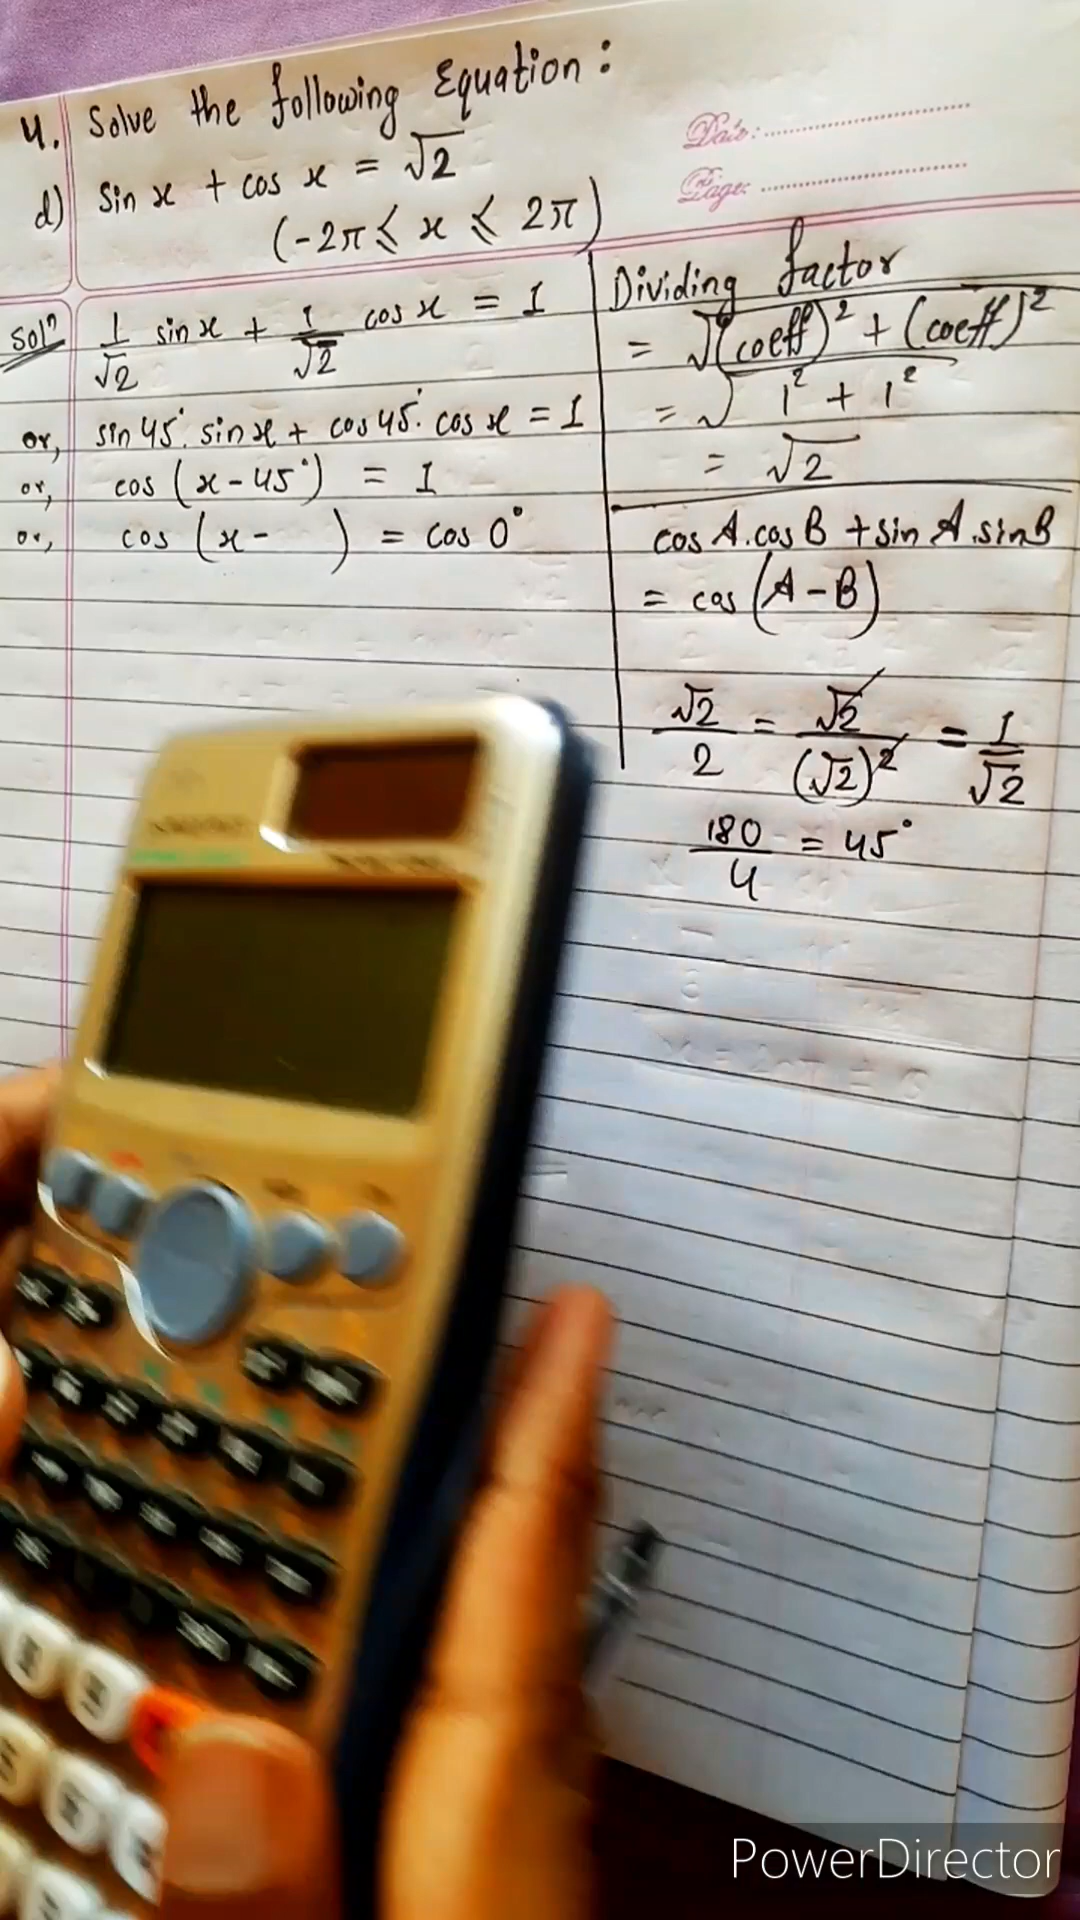 4. Solve the following Equation :
d) sin x + cos x = √2
(-2π ⩽ x ⩽ 2π)
Date:
Page:
Solⁿ 1/√2 sin x + 1/√2 cos x = 1
or, sin 45°. sin x + cos 45°. cos x = 1
or, cos (x - 45°) = 1
or, cos (x - ) = cos 0°
Dividing factor
= √(coeff)² + (coeff)²
= √ 1² + 1²
= √2
cos A. cos B + sin A. sin B
= cos (A - B)
√2/2 = √2/(√2)² = 1/√2
180/4 = 45°
PowerDirector